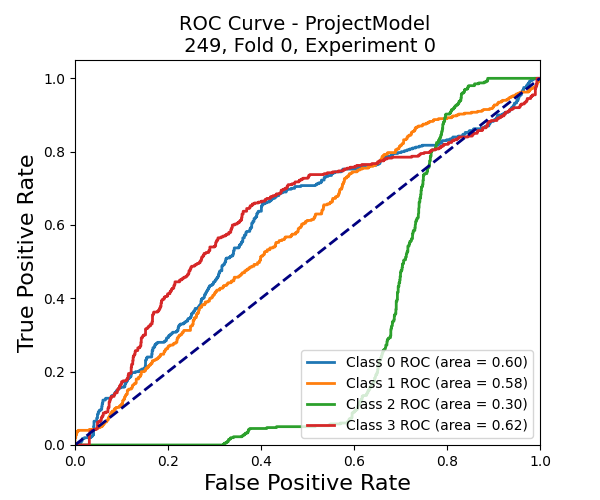 ROC Curve - ProjectModel
249, Fold 0, Experiment 0
True Positive Rate
1.0
0.8
0.6
0.4
0.2
0.0
Class 0 ROC (area = 0.60)
Class 1 ROC (area = 0.58)
Class 2 ROC (area = 0.30)
Class 3 ROC (area = 0.62)
0.0 0.2 0.4 0.6 0.8 1.0
False Positive Rate